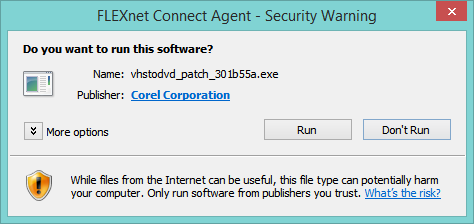 FLEXnet Connect Agent - Security Warning
Do you want to run this software?
Name: vhstodvd_patch_301b55a.exe
Publisher: Corel Corporation
More options
Run
Don't Run
While files from the Internet can be useful, this file type can potentially harm
your computer. Only run software from publishers you trust. What's the risk?